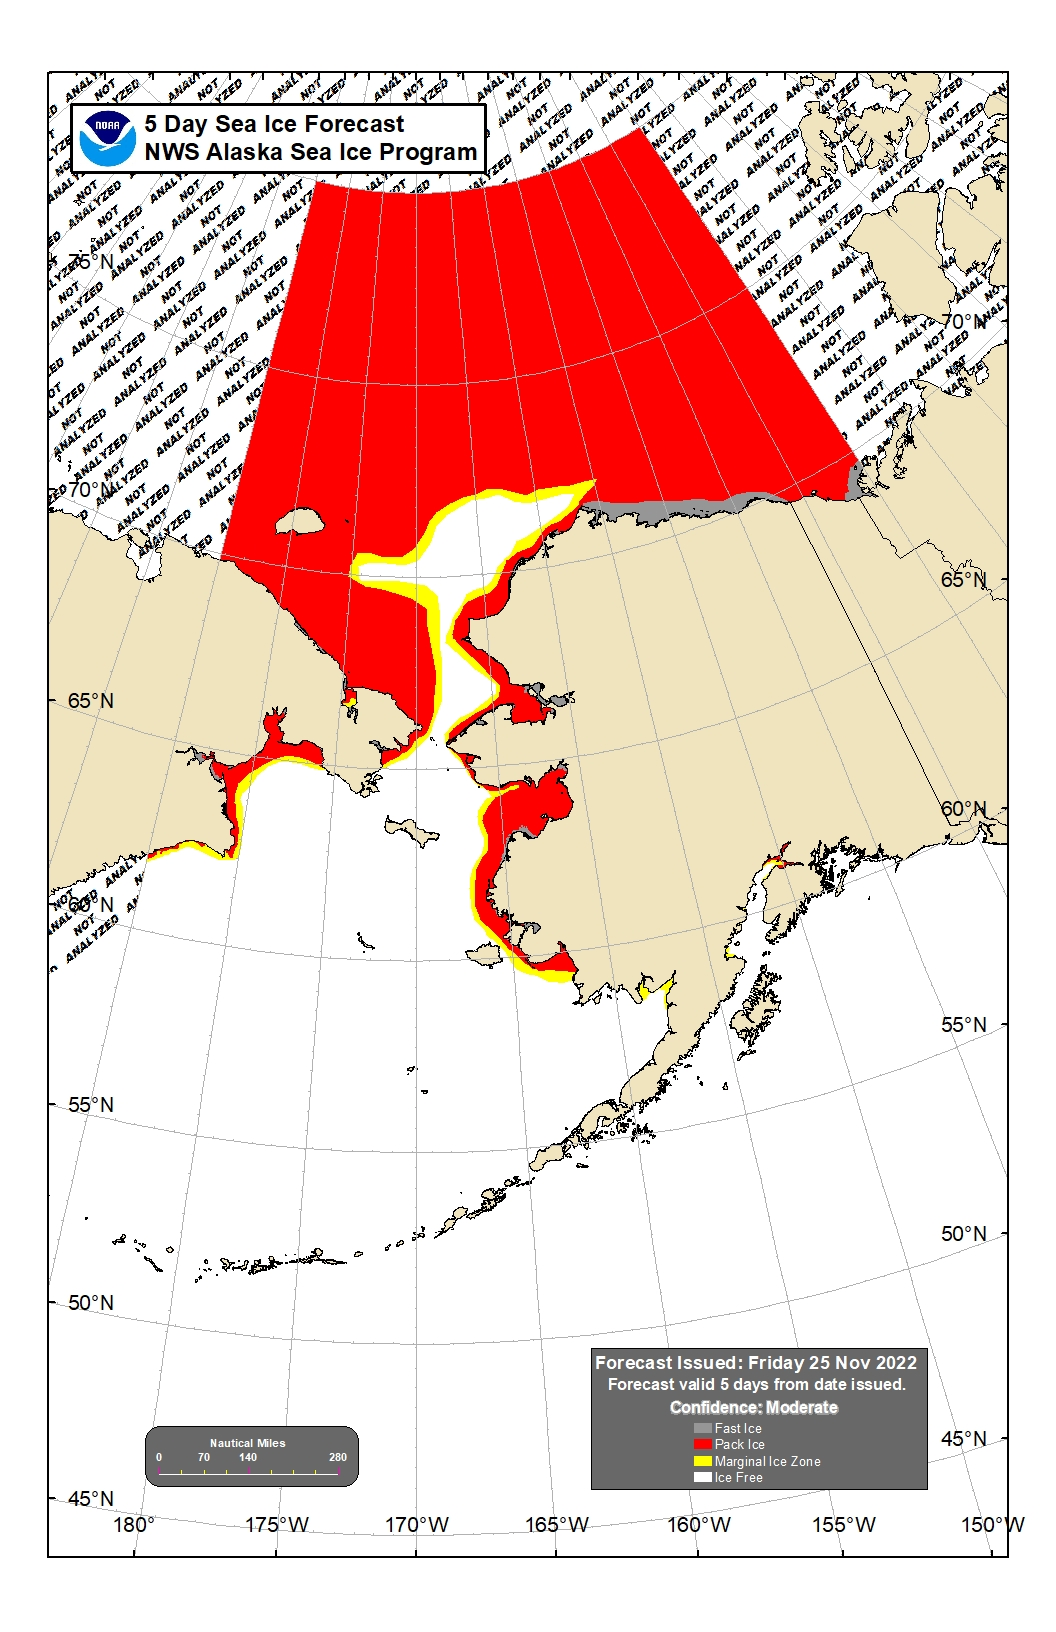 NOAA
5 Day Sea Ice Forecast
NWS Alaska Sea Ice Program
NOT ANALYZED
75°N
70°N
70°N
65°N
65°N
60°N
60°N
55°N
55°N
50°N
50°N
45°N
45°N
NOT ANALYZED
Forecast Issued: Friday 25 Nov 2022
Forecast valid 5 days from date issued.
Confidence: Moderate
Fast Ice
Pack Ice
Marginal Ice Zone
Ice Free
Nautical Miles
0 70 140 280
180° 175°W 170°W 165°W 160°W 155°W 150°W